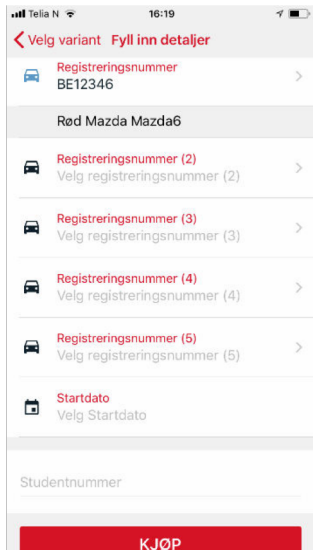 Telia N 16:19
Velg variant Fyll inn detaljer
Registreringsnummer
BE12346
Rød Mazda Mazda6
Registreringsnummer (2)
Velg registreringsnummer (2)
Registreringsnummer (3)
Velg registreringsnummer (3)
Registreringsnummer (4)
Velg registreringsnummer (4)
Registreringsnummer (5)
Velg registreringsnummer (5)
Startdato
Velg Startdato
Studentnummer
KJØP